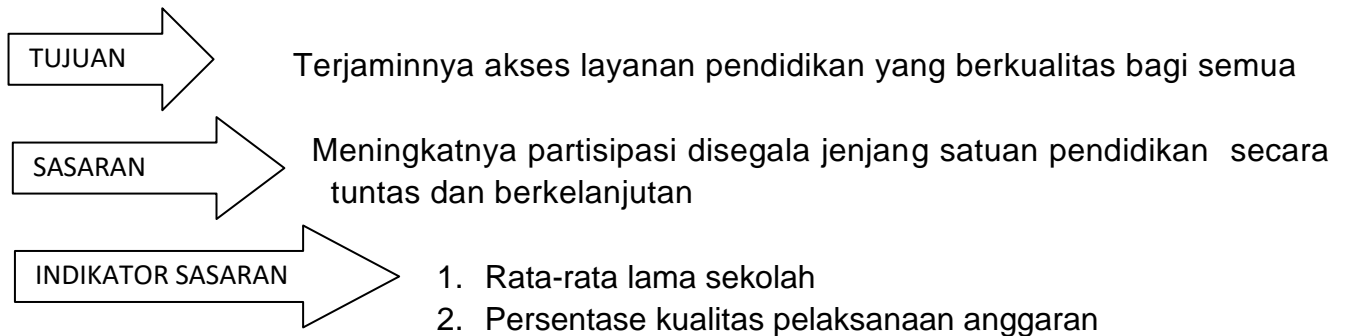 TUJUAN
Terjaminnya akses layanan pendidikan yang berkualitas bagi semua
SASARAN
Meningkatnya partisipasi disegala jenjang satuan pendidikan secara
tuntas dan berkelanjutan
INDIKATOR SASARAN
1. Rata-rata lama sekolah
2. Persentase kualitas pelaksanaan anggaran